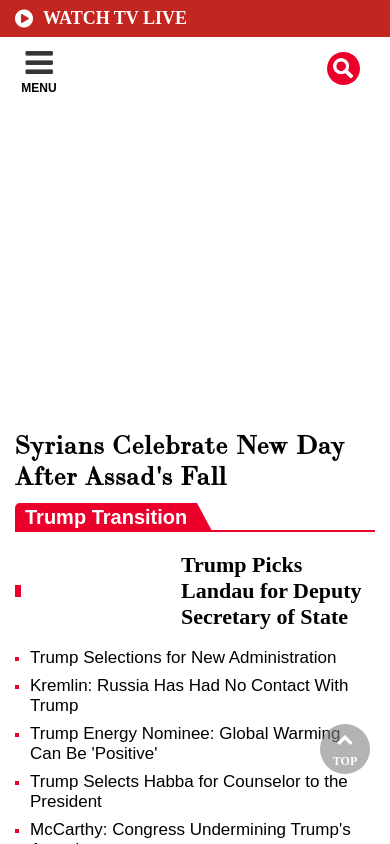 WATCH TV LIVE
MENU
Syrians Celebrate New Day
After Assad's Fall
Trump Transition
Trump Picks
Landau for Deputy
Secretary of State
Trump Selections for New Administration
Kremlin: Russia Has Had No Contact With
Trump
Trump Energy Nominee: Global Warming
Can Be 'Positive'
TOP
Trump Selects Habba for Counselor to the
President
McCarthy: Congress Undermining Trump's